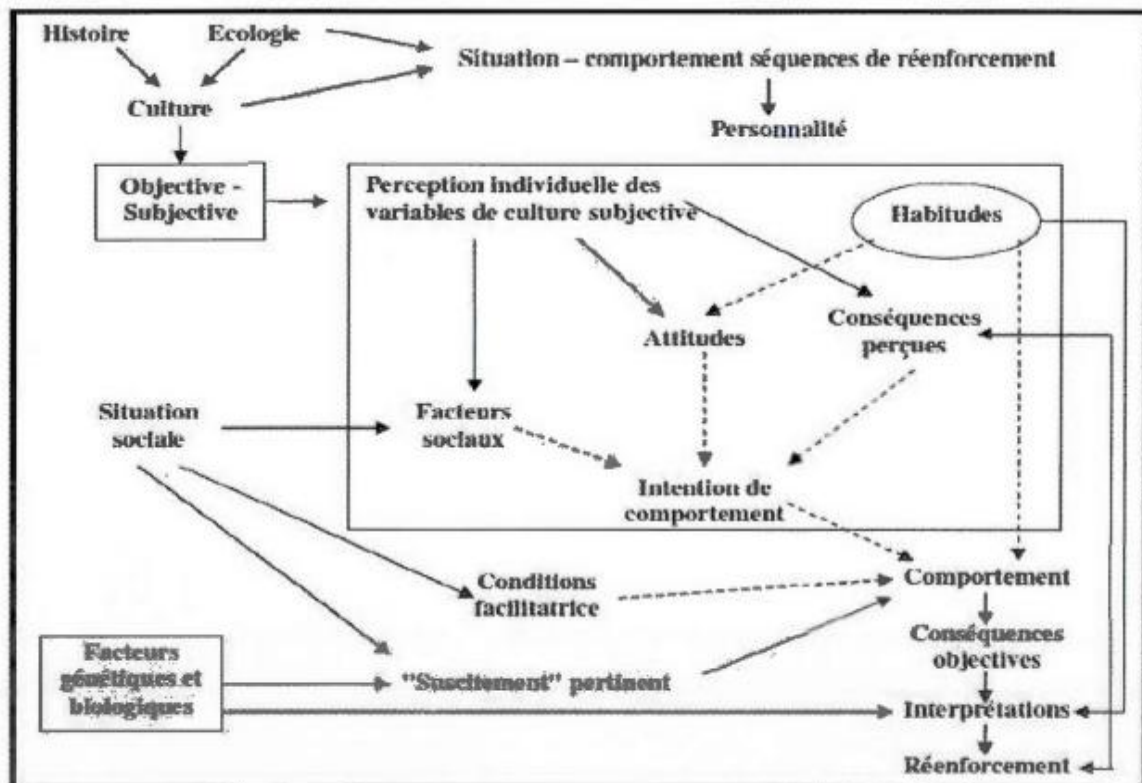 Histoire
Ecologie
Situation – comportement séquences de réenforcement
Culture
Personnalité
Objective -
Subjective
Perception individuelle des
variables de culture subjective
Habitudes
Attitudes
Conséquences
perçues
Situation
sociale
Facteurs
sociaux
Intention de
comportement
Conditions
facilitatrice
Comportement
Conséquences
objectives
Facteurs
génétiques et
biologiques
"Suscitement" pertinent
Interprétations
Réenforcement